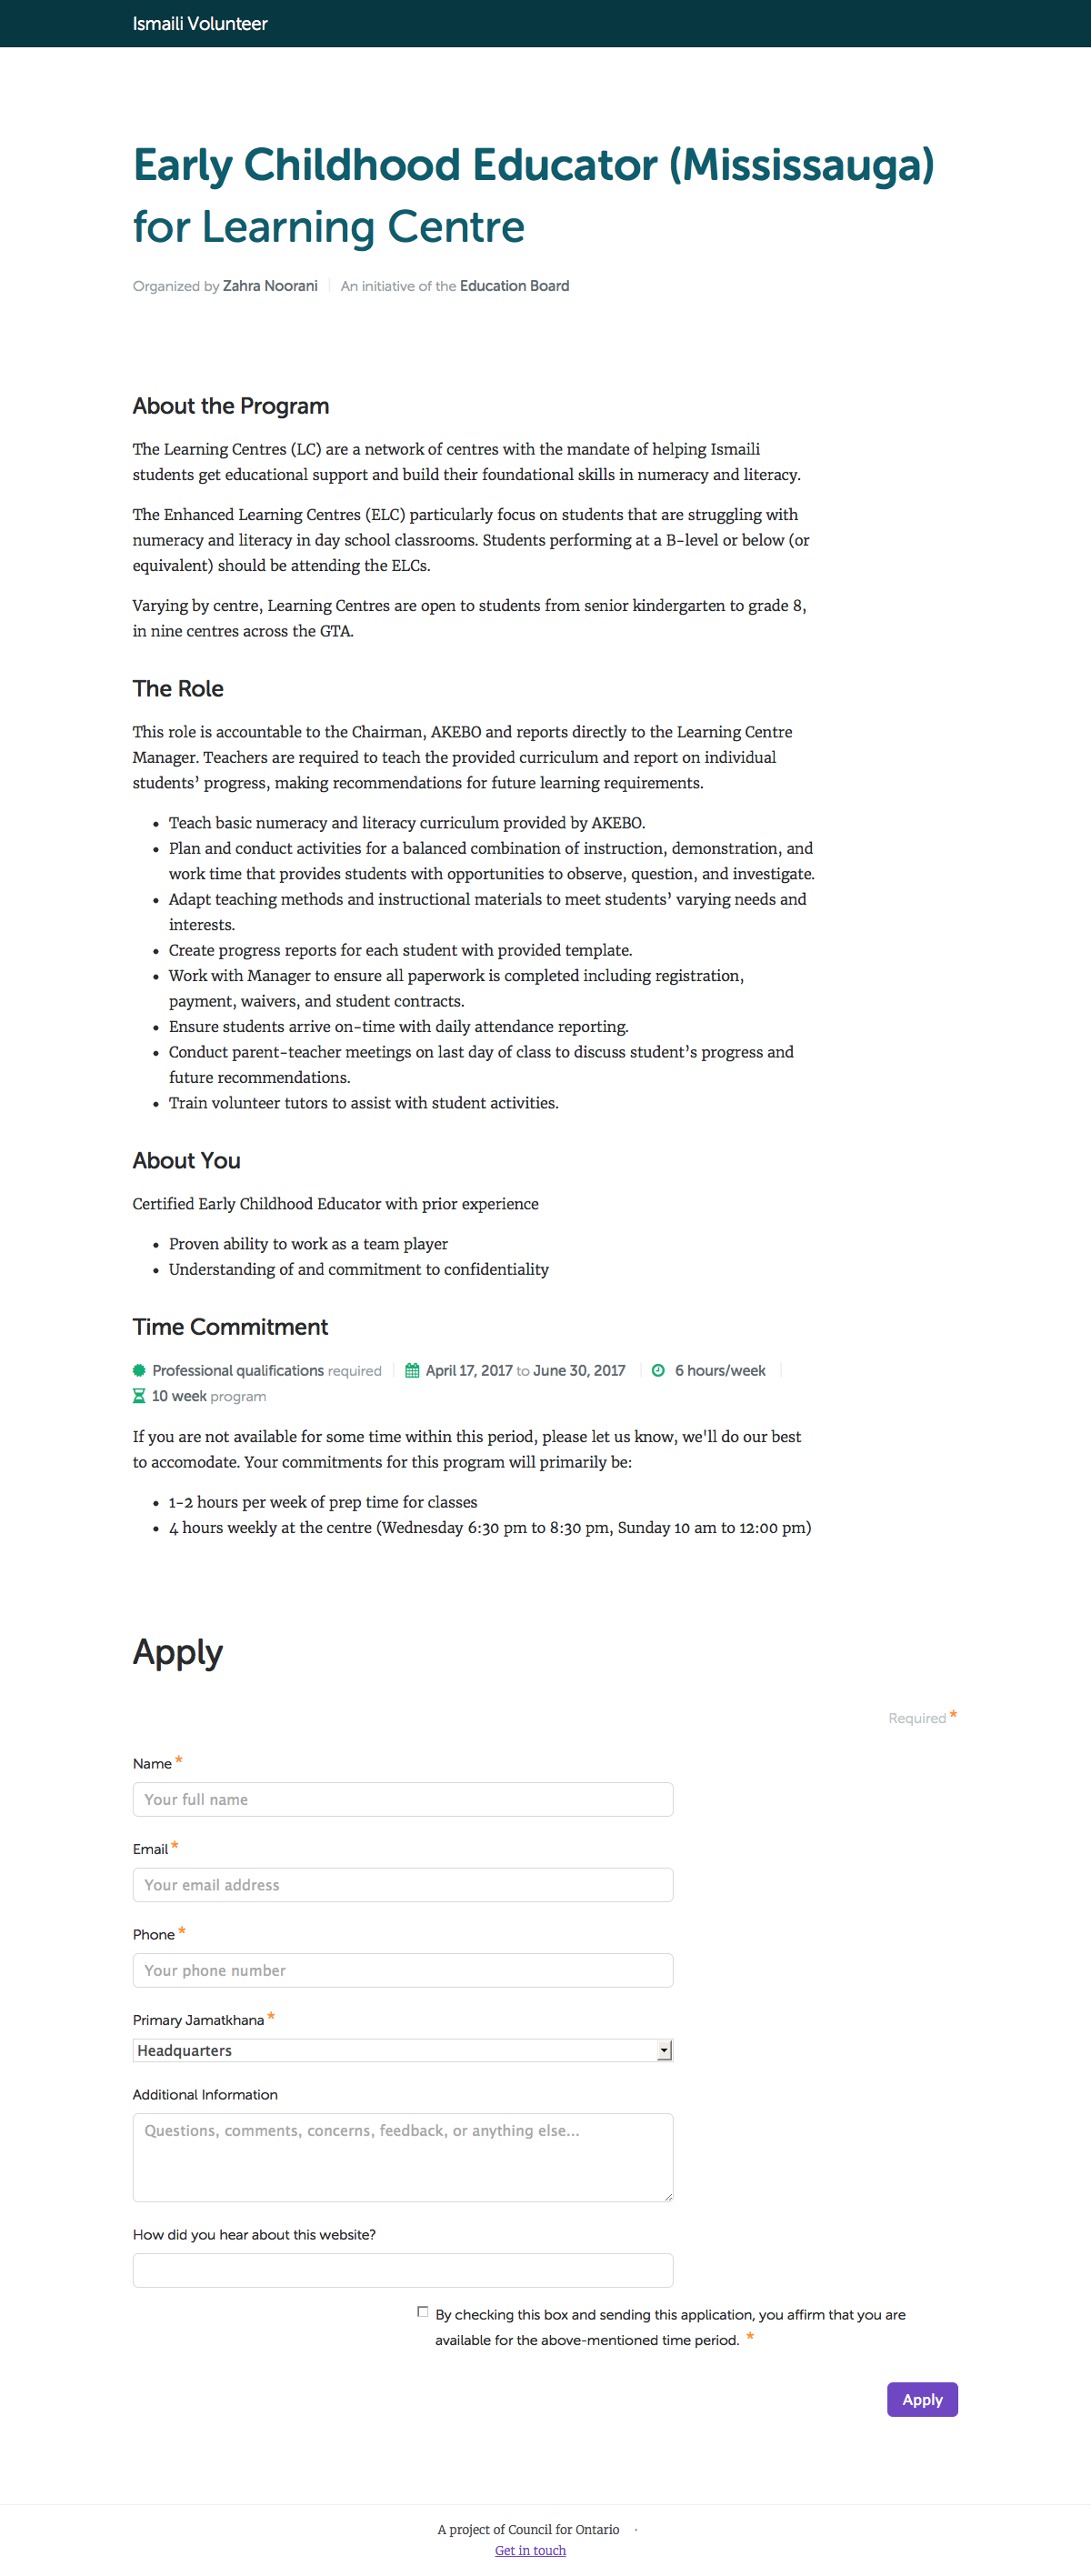 Ismaili Volunteer
Early Childhood Educator (Mississauga)
for Learning Centre
Organized by Zahra Noorani | An initiative of the Education Board
About the Program
The Learning Centres (LC) are a network of centres with the mandate of helping Ismaili
students get educational support and build their foundational skills in numeracy and literacy.
The Enhanced Learning Centres (ELC) particularly focus on students that are struggling with
numeracy and literacy in day school classrooms. Students performing at a B-level or below (or
equivalent) should be attending the ELCs.
Varying by centre, Learning Centres are open to students from senior kindergarten to grade 8,
in nine centres across the GTA.
The Role
This role is accountable to the Chairman, AKEBO and reports directly to the Learning Centre
Manager. Teachers are required to teach the provided curriculum and report on individual
students’ progress, making recommendations for future learning requirements.
• Teach basic numeracy and literacy curriculum provided by AKEBO.
• Plan and conduct activities for a balanced combination of instruction, demonstration, and
work time that provides students with opportunities to observe, question, and investigate.
• Adapt teaching methods and instructional materials to meet students’ varying needs and
interests.
• Create progress reports for each student with provided template.
• Work with Manager to ensure all paperwork is completed including registration,
payment, waivers, and student contracts.
• Ensure students arrive on-time with daily attendance reporting.
• Conduct parent-teacher meetings on last day of class to discuss student’s progress and
future recommendations.
• Train volunteer tutors to assist with student activities.
About You
Certified Early Childhood Educator with prior experience
• Proven ability to work as a team player
• Understanding of and commitment to confidentiality
Time Commitment
Professional qualifications required | April 17, 2017 to June 30, 2017 | 6 hours/week |
10 week program
If you are not available for some time within this period, please let us know, we'll do our best
to accomodate. Your commitments for this program will primarily be:
• 1-2 hours per week of prep time for classes
• 4 hours weekly at the centre (Wednesday 6:30 pm to 8:30 pm, Sunday 10 am to 12:00 pm)
Apply
Required *
Name *
Your full name
Email *
Your email address
Phone *
Your phone number
Primary Jamatkhana *
Headquarters
Additional Information
Questions, comments, concerns, feedback, or anything else...
How did you hear about this website?
By checking this box and sending this application, you affirm that you are
available for the above-mentioned time period. *
Apply
A project of Council for Ontario ·
Get in touch